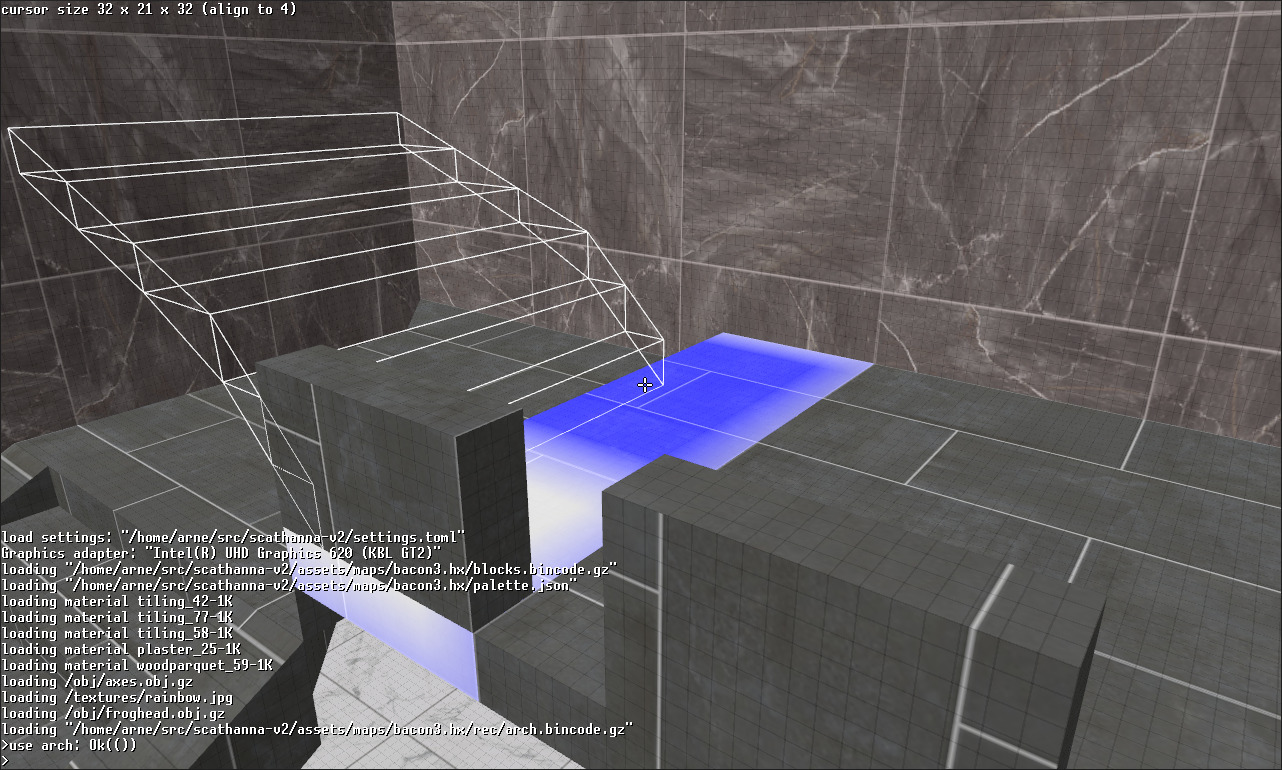 cursor size 32 x 21 x 32 (align to 4)
load settings: "/home/arne/src/scathanna-v2/settings.toml"
Graphics adapter: "Intel(R) UHD Graphics 620 (KBL GT2)"
loading "/home/arne/src/scathanna-v2/assets/maps/bacon3.hx/blocks.bincode.gz"
loading "/home/arne/src/scathanna-v2/assets/maps/bacon3.hx/palette.json"
loading material tiling_42-1K
loading material tiling_77-1K
loading material tiling_58-1K
loading material plaster_25-1K
loading material woodparquet_59-1K
loading /obj/axes.obj.gz
loading /textures/rainbow.jpg
loading /obj/froghead.obj.gz
loading "/home/arne/src/scathanna-v2/assets/maps/bacon3.hx/rec/arch.bincode.gz"
>use arch: Ok(())
>